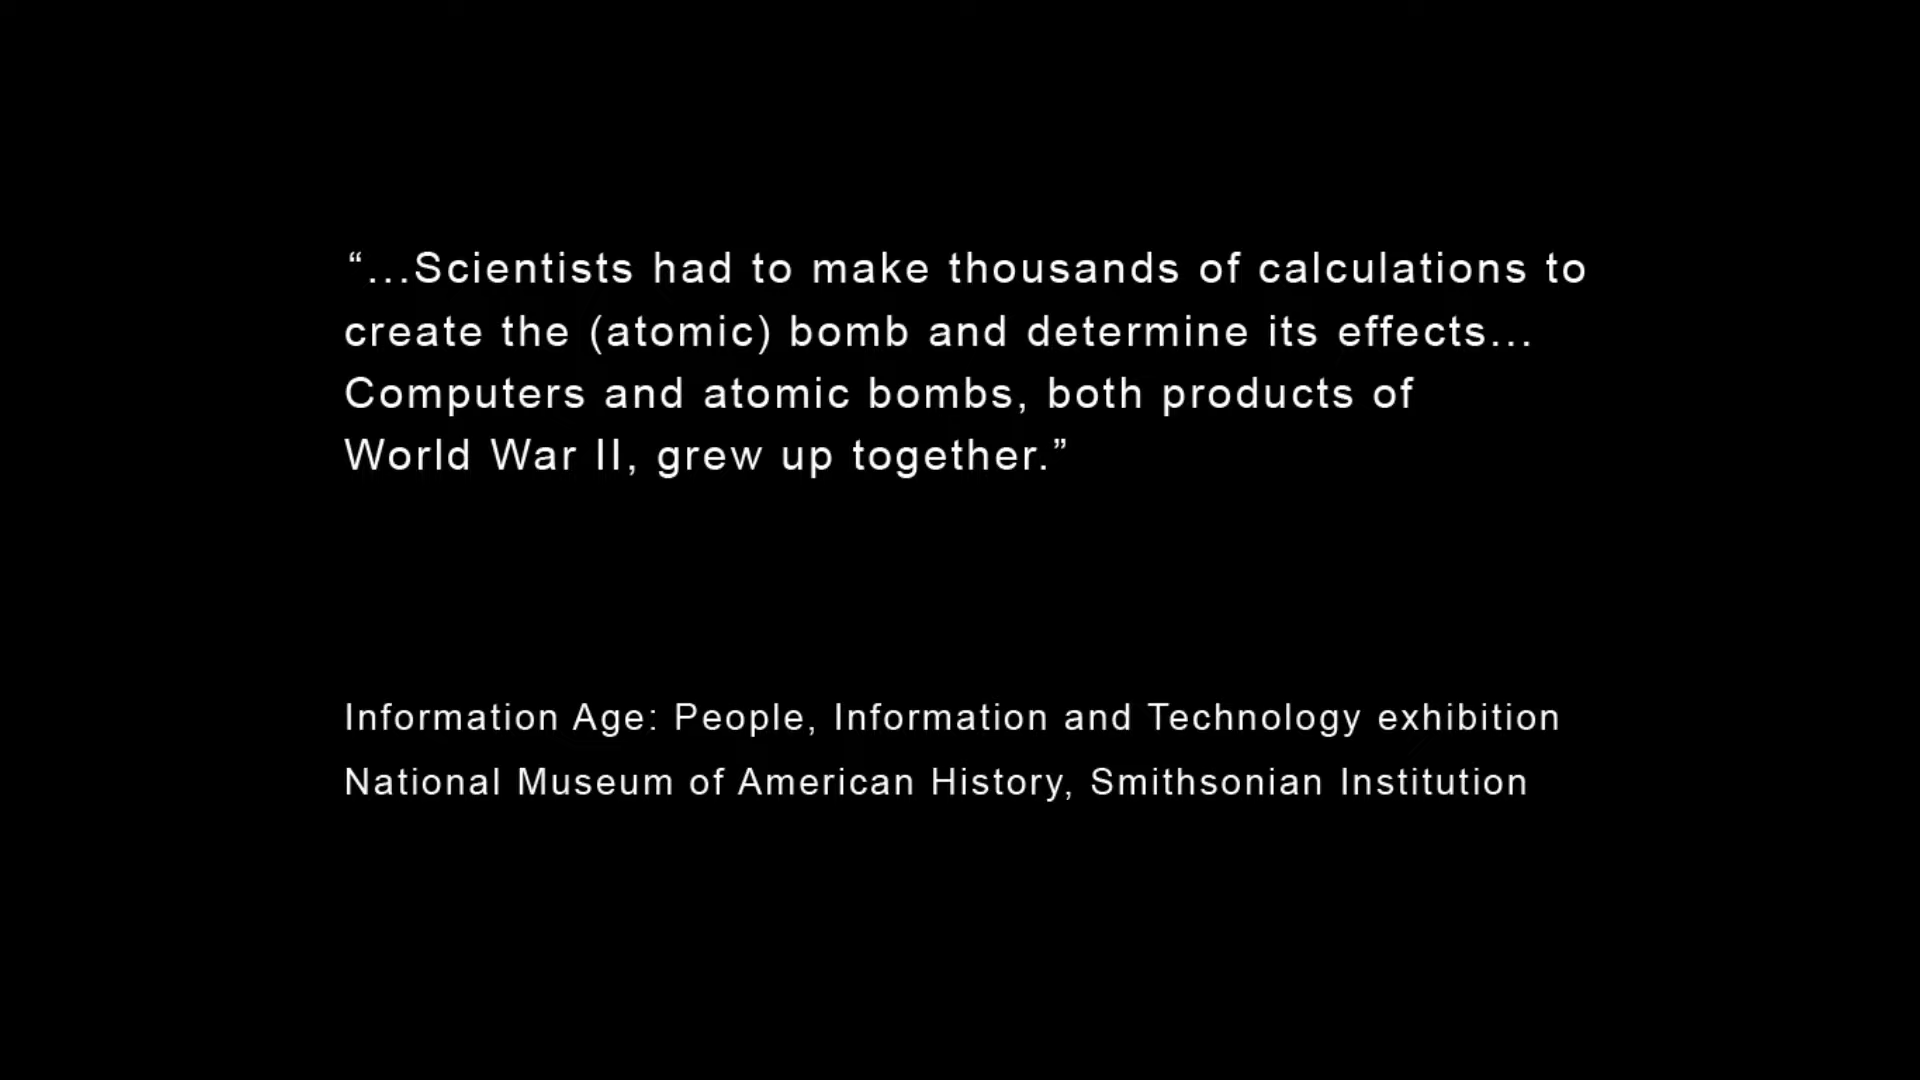 “...Scientists had to make thousands of calculations to
create the (atomic) bomb and determine its effects...
Computers and atomic bombs, both products of
World War II, grew up together.”
Information Age: People, Information and Technology exhibition
National Museum of American History, Smithsonian Institution